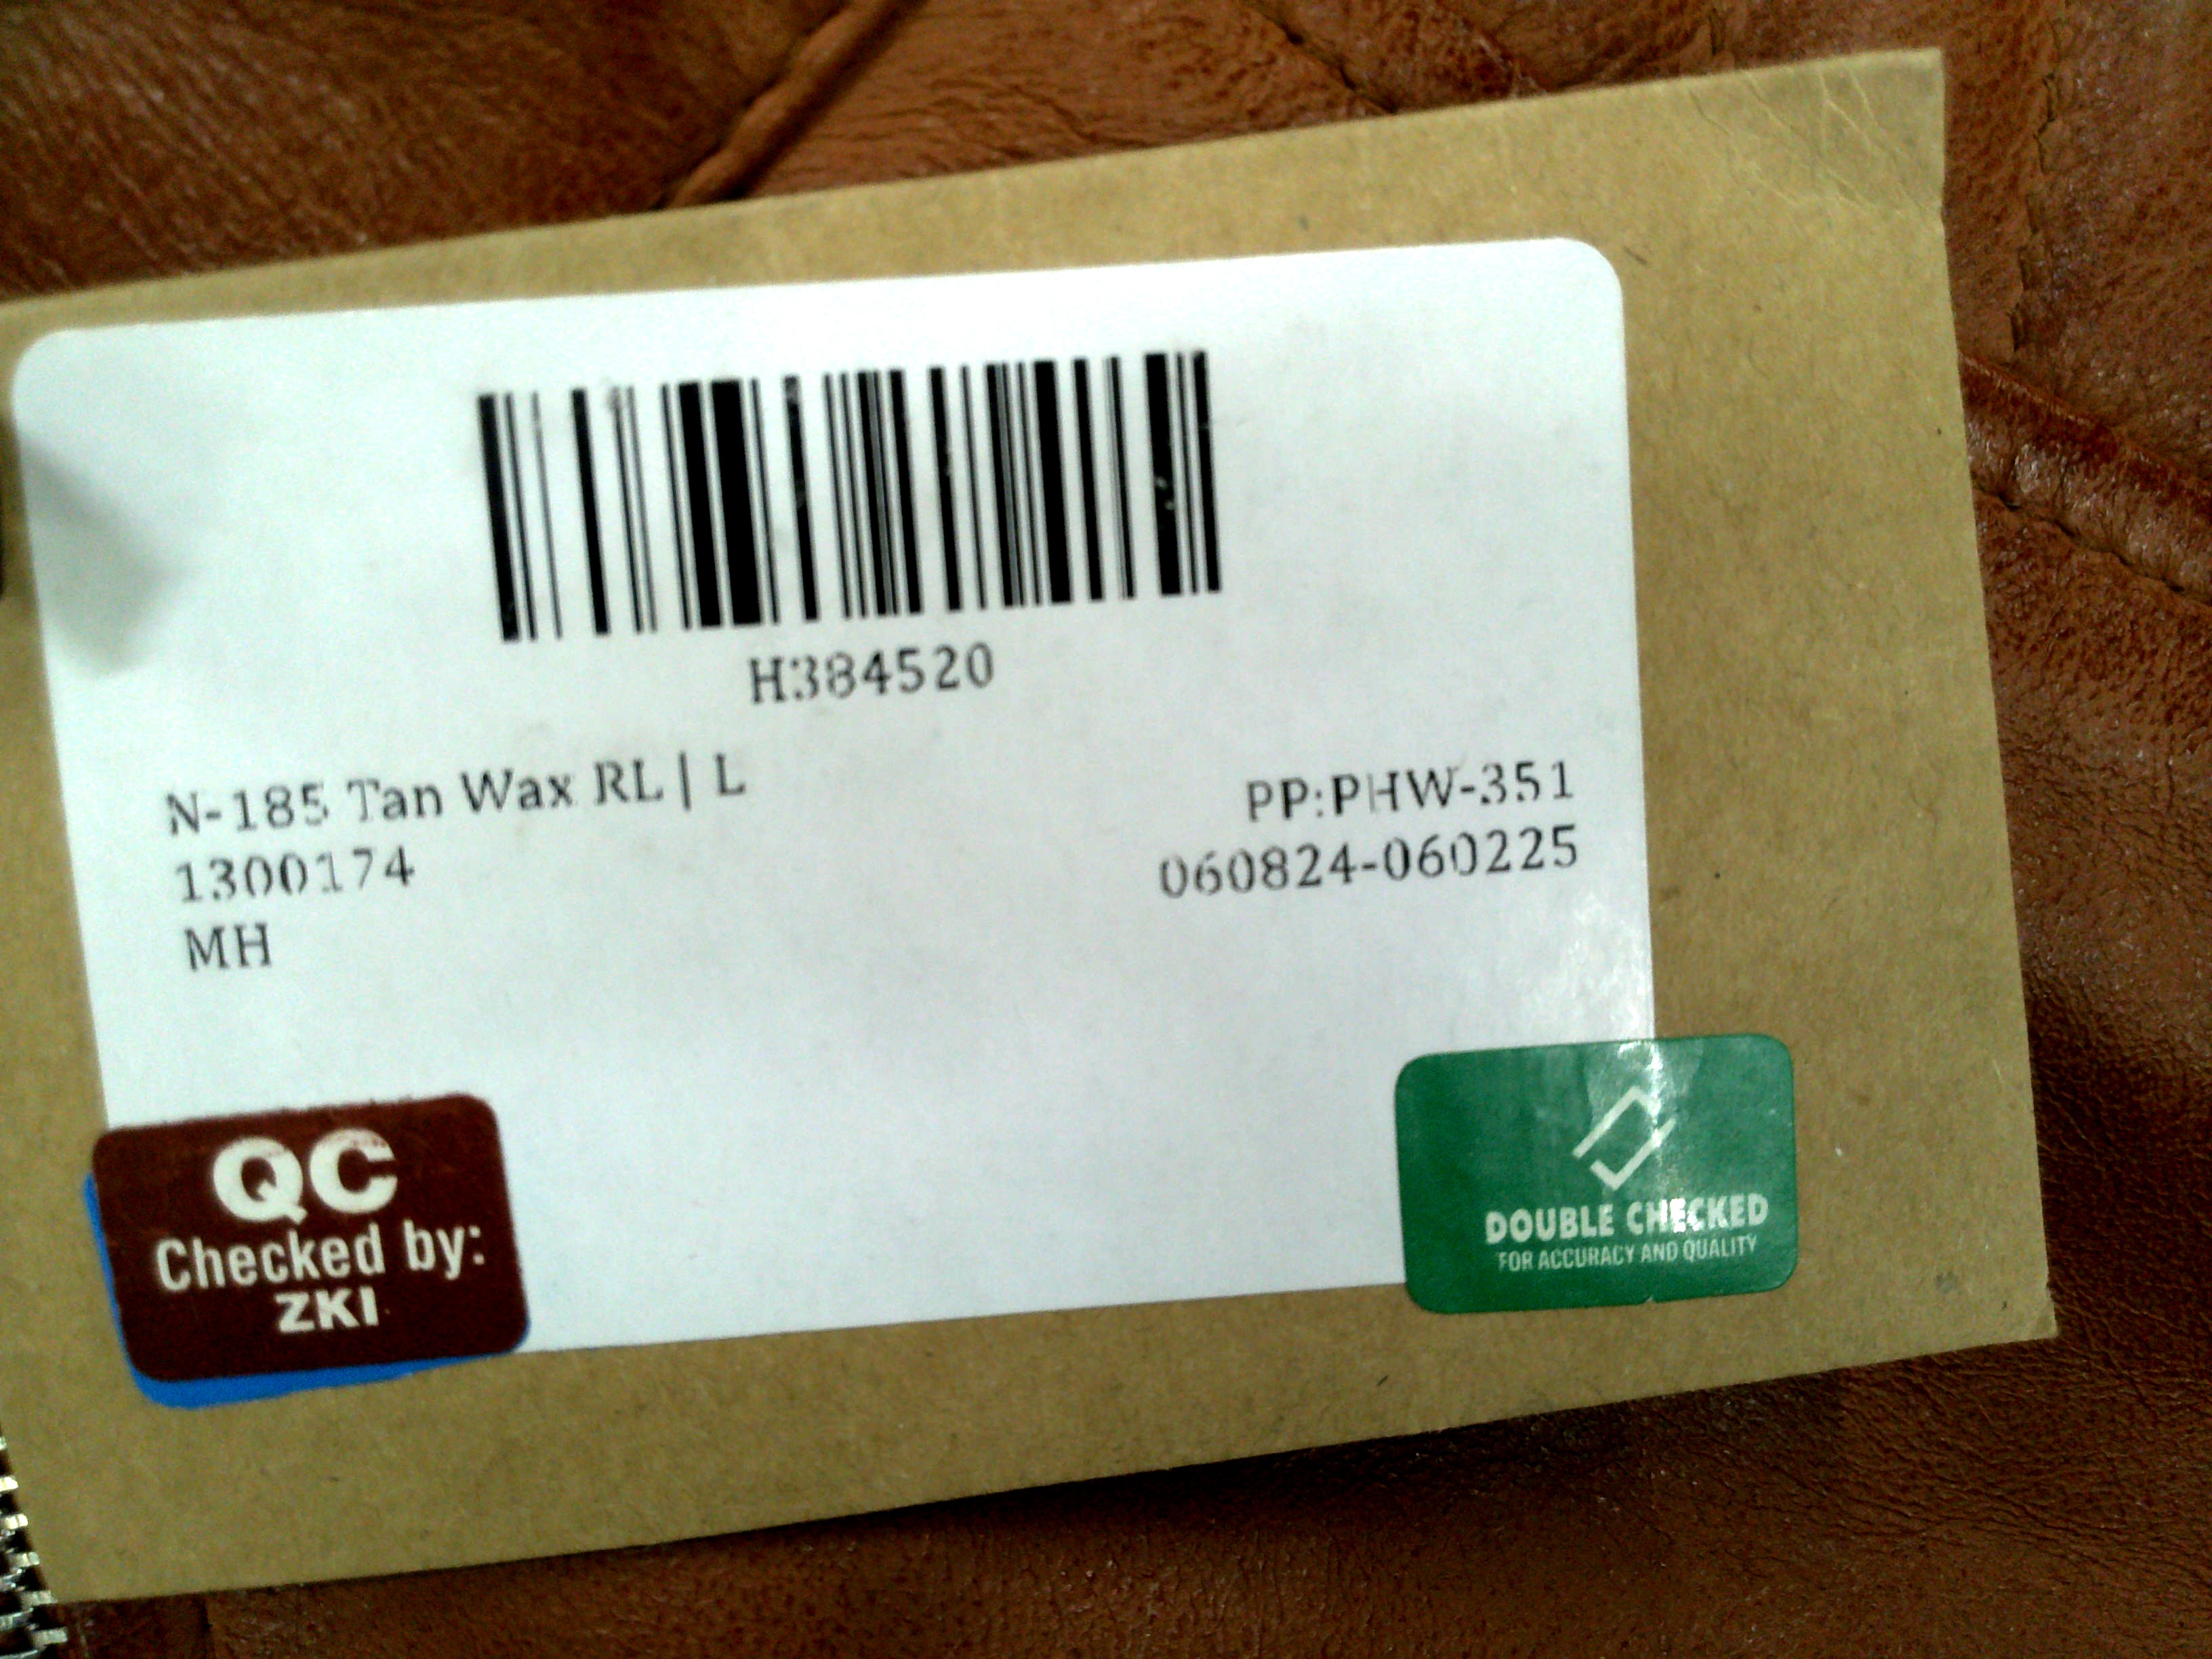 H384520
N-185 Tan Wax RL | L
1300174
MH
PP:PHW-351
060824-060225
QC
Checked by:
ZKI
DOUBLE CHECKED
FOR ACCURACY AND QUALITY